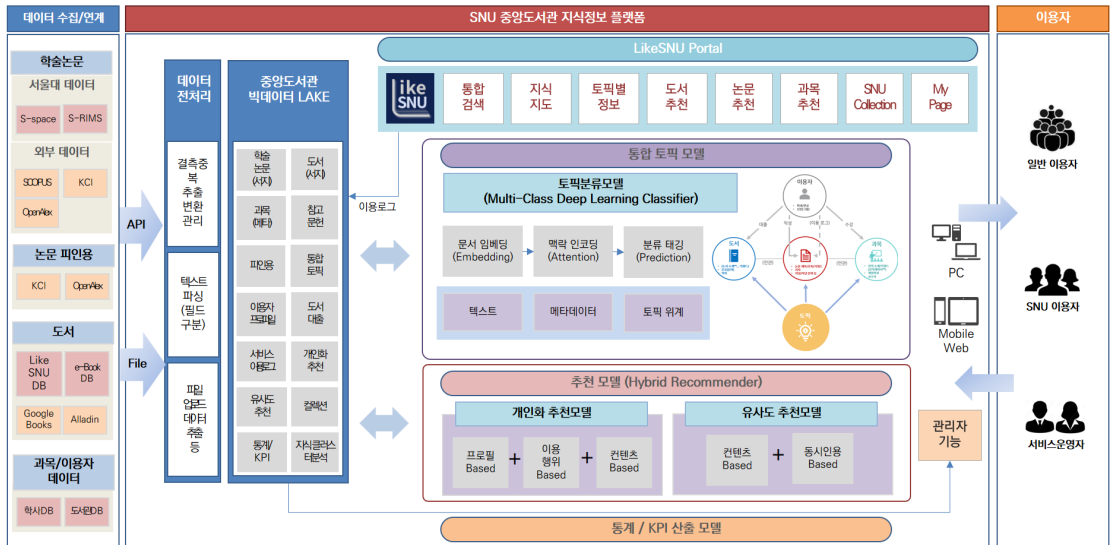 데이터 수집/연계
SNU 중앙도서관 지식정보 플랫폼
이용자
학술논문
서울대 데이터
S-space
S-RIMS
외부 데이터
SCOPUS
KCI
OpenAlex
논문 피인용
KCI
OpenAlex
도서
Like
SNU
DB
e-Book
DB
Google
Books
Alladin
과목/이용자
데이터
학사DB
도서관DB
API
File
데이터
전처리
결측중
복
추출
변환
관리
텍스트
파싱
(필드
구분)
파일
업로드
데이터
추출
등
중앙도서관
빅데이터 LAKE
학술
논문
(서지)
도서
(서지)
과목
(메타)
참고
문헌
피인용
통합
토픽
이용자
프로파일
도서
대출
서비스
이용로그
개인화
추천
유사도
추천
컬렉션
통계/
KPI
지식클러스
터분석
이용로그
LikeSNU Portal
Like
SNU
통합
검색
지식
지도
토픽별
정보
도서
추천
논문
추천
과목
추천
SNU
Collection
My
Page
통합 토픽 모델
토픽분류모델
(Multi-Class Deep Learning Classifier)
문서 임베딩
(Embedding)
맥락 인코딩
(Attention)
분류 태깅
(Prediction)
텍스트
메타데이터
토픽 위계
이용자
대출
수강
도서
과목
토픽
추천 모델 (Hybrid Recommender)
개인화 추천모델
프로필
Based
+
이용
행위
Based
+
컨텐츠
Based
유사도 추천모델
컨텐츠
Based
+
동시인용
Based
통계 / KPI 산출 모델
PC
Mobile
Web
관리자
기능
일반 이용자
SNU 이용자
서비스운영자